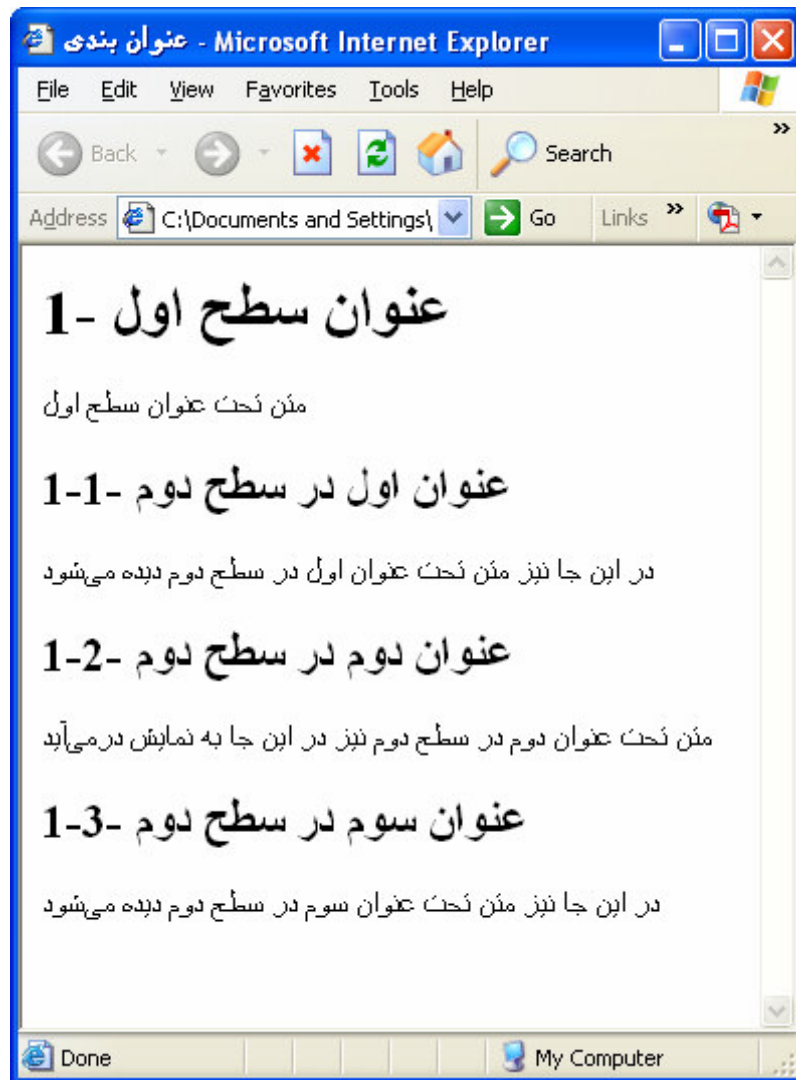 عنوان بندی - Microsoft Internet Explorer
File Edit View Favorites Tools Help
Back Search »
Address C:\Documents and Settings\ Go Links »
1- عنوان سطح اول
متن تحت عنوان سطح اول
1-1- عنوان اول در سطح دوم
در این جا نیز متن تحت عنوان اول در سطح دوم دیده می‌شود
1-2- عنوان دوم در سطح دوم
متن تحت عنوان دوم در سطح دوم نیز در این جا به نمایش درمی‌آید
1-3- عنوان سوم در سطح دوم
در این جا نیز متن تحت عنوان سوم در سطح دوم دیده می‌شود
Done My Computer